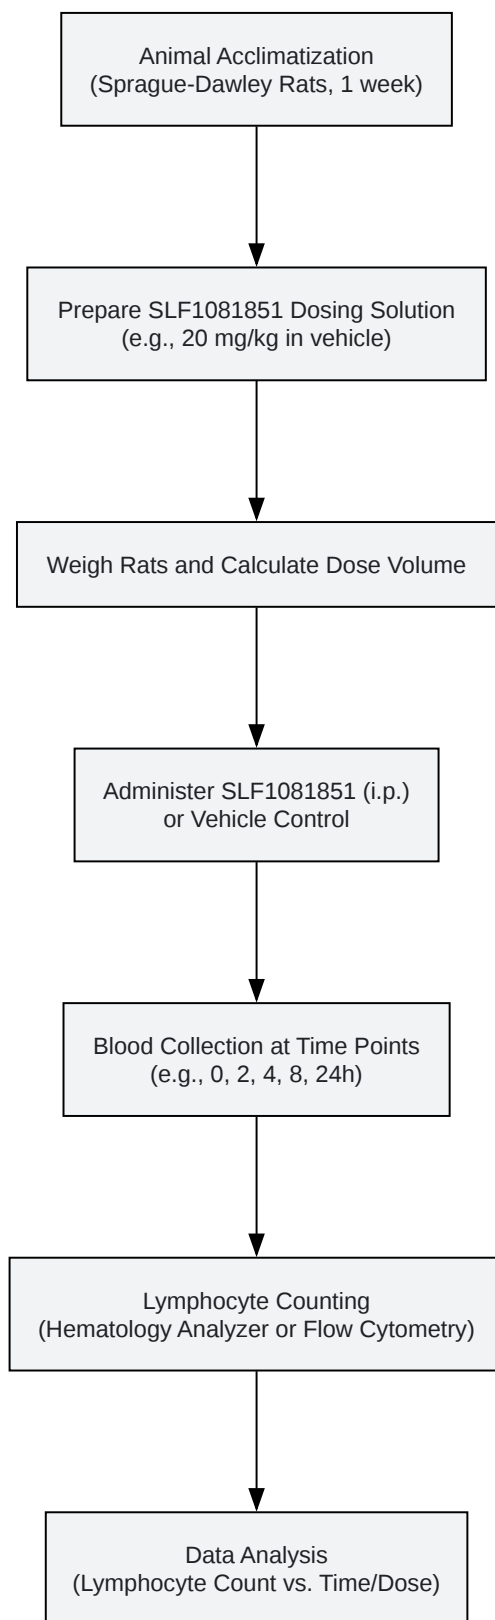 Animal Acclimatization
(Sprague-Dawley Rats, 1 week)
Prepare SLF1081851 Dosing Solution
(e.g., 20 mg/kg in vehicle)
Weigh Rats and Calculate Dose Volume
Administer SLF1081851 (i.p.)
or Vehicle Control
Blood Collection at Time Points
(e.g., 0, 2, 4, 8, 24h)
Lymphocyte Counting
(Hematology Analyzer or Flow Cytometry)
Data Analysis
(Lymphocyte Count vs. Time/Dose)